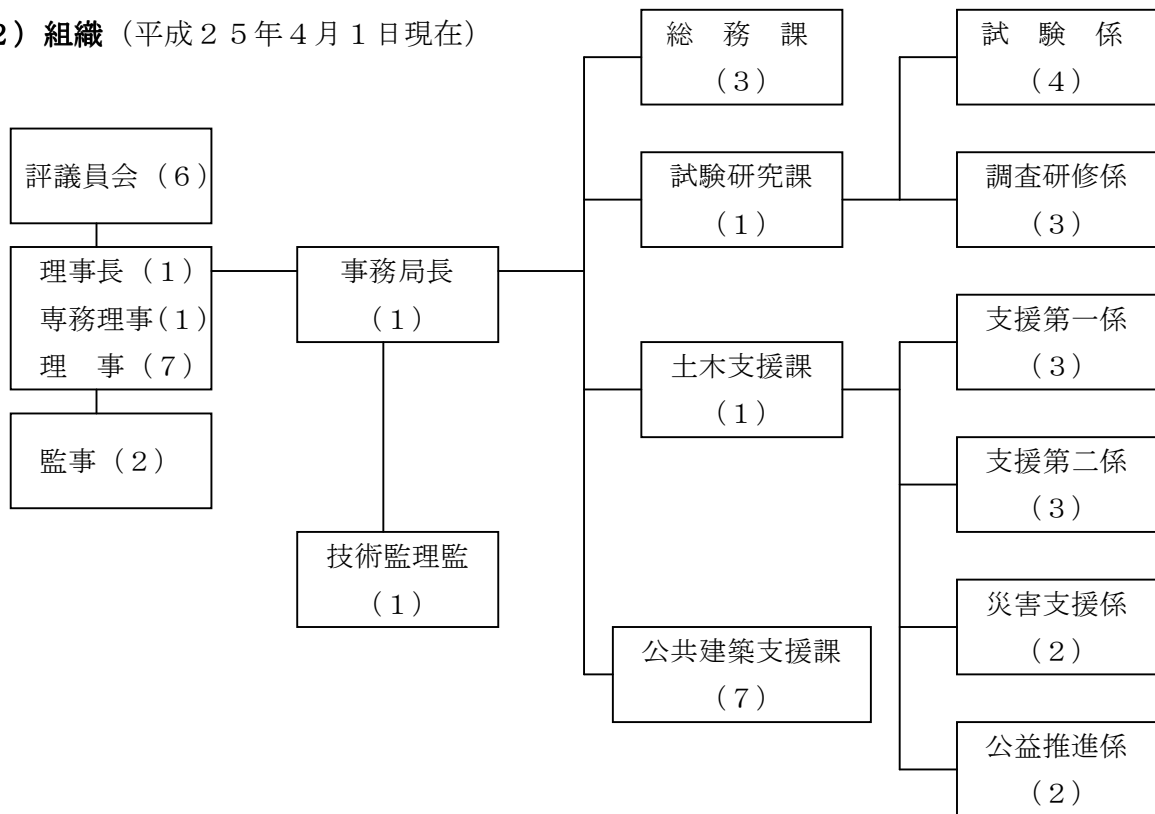 2）組織（平成２５年４月１日現在）
評議員会（６）
理事長（１）
専務理事（１）
理　事（７）
監事（２）
事務局長
（１）
技術監理監
（１）
総　務　課
（３）
試験研究課
（１）
土木支援課
（１）
公共建築支援課
（７）
試　験　係
（４）
調査研修係
（３）
支援第一係
（３）
支援第二係
（３）
災害支援係
（２）
公益推進係
（２）